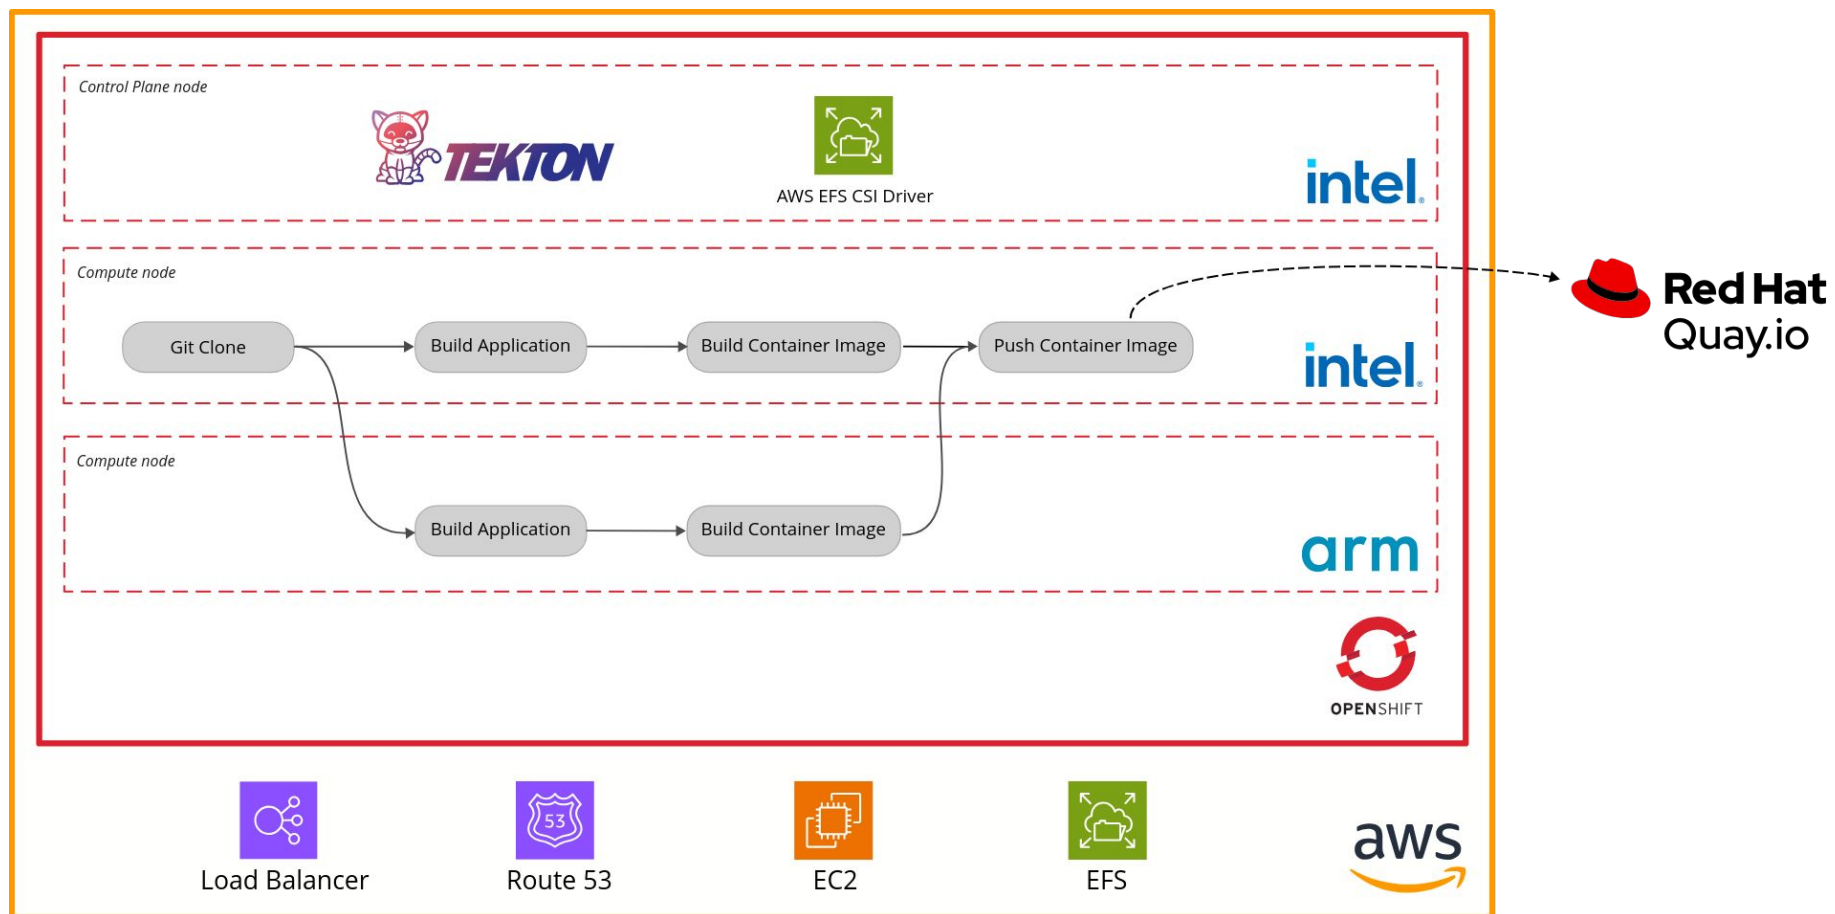 Control Plane node
TEKTON
AWS EFS CSI Driver
intel.
Compute node
Git Clone
Build Application
Build Container Image
Push Container Image
intel.
Red Hat
Quay.io
Compute node
Build Application
Build Container Image
arm
OPENSHIFT
53
Load Balancer
Route 53
EC2
EFS
aws